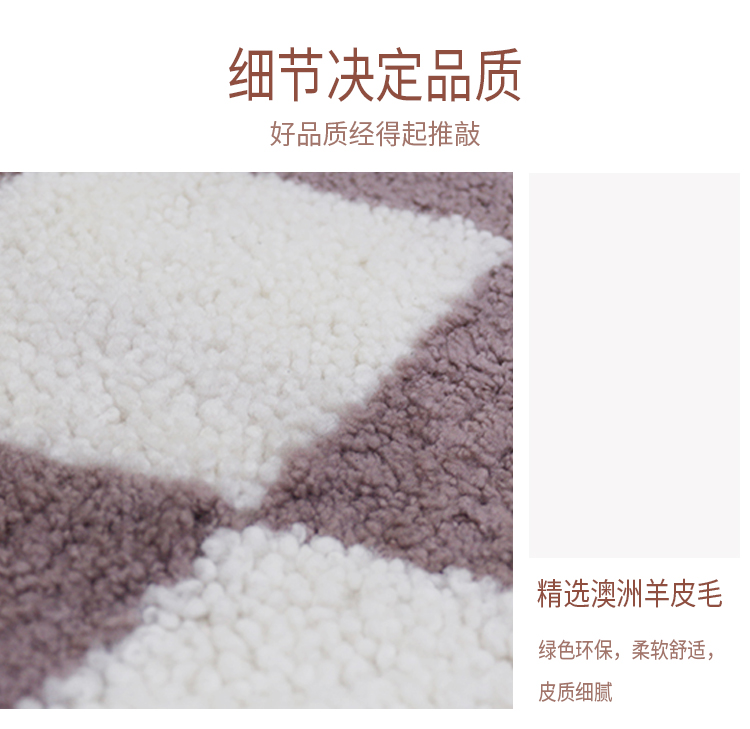 细节决定品质
好品质经得起推敲
精选澳洲羊皮毛
绿色环保，柔软舒适，
皮质细腻